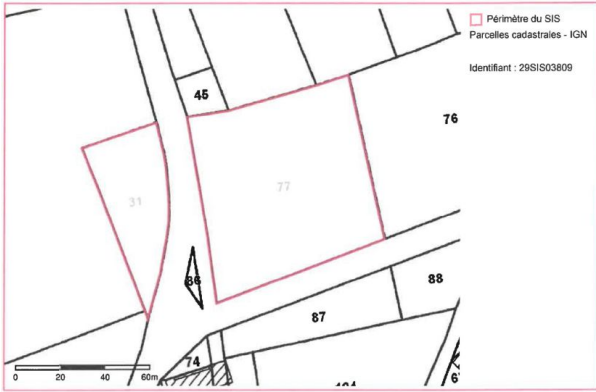 Périmètre du SIS
Parcelles cadastrales - IGN
Identifiant : 29SIS03809
45
76
77
31
86
88
87
74
0 20 40 60m